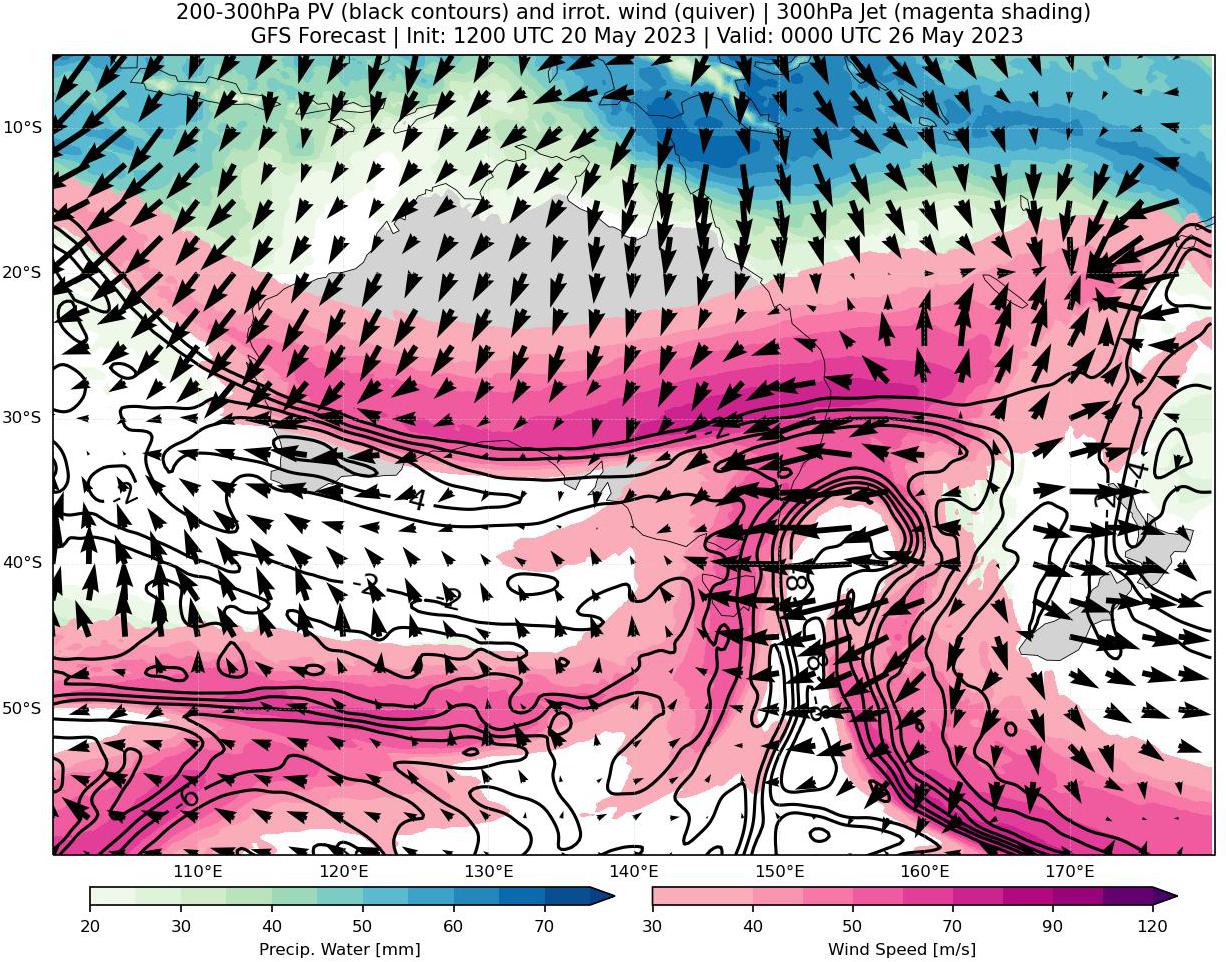 200-300hPa PV (black contours) and irrot. wind (quiver) | 300hPa Jet (magenta shading)
GFS Forecast | Init: 1200 UTC 20 May 2023 | Valid: 0000 UTC 26 May 2023
10°S
20°S
30°S
40°S
50°S
-2
-2
-4
-4
-2
-2
-2
-8
-8
-8
-6
110°E 120°E 130°E 140°E 150°E 160°E 170°E
20 30 40 50 60 70
30 40 50 70 90 120
Precip. Water [mm]
Wind Speed [m/s]